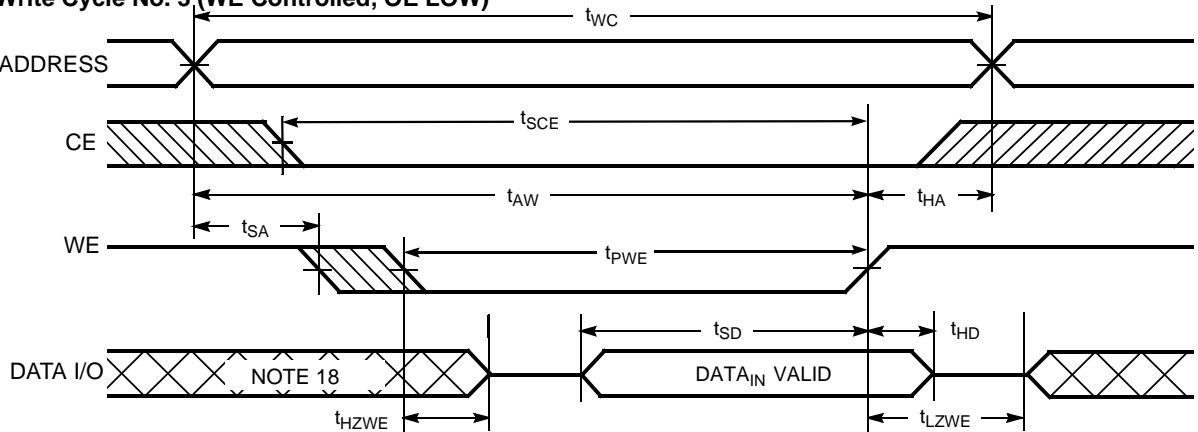 Write Cycle No. 3 (WE Controlled, OE LOW)
tWC
ADDRESS
tSCE
CE
tAW
tHA
tSA
WE
tPWE
tSD
tHD
DATA I/O
NOTE 18
DATAIN VALID
tHZWE
tLZWE